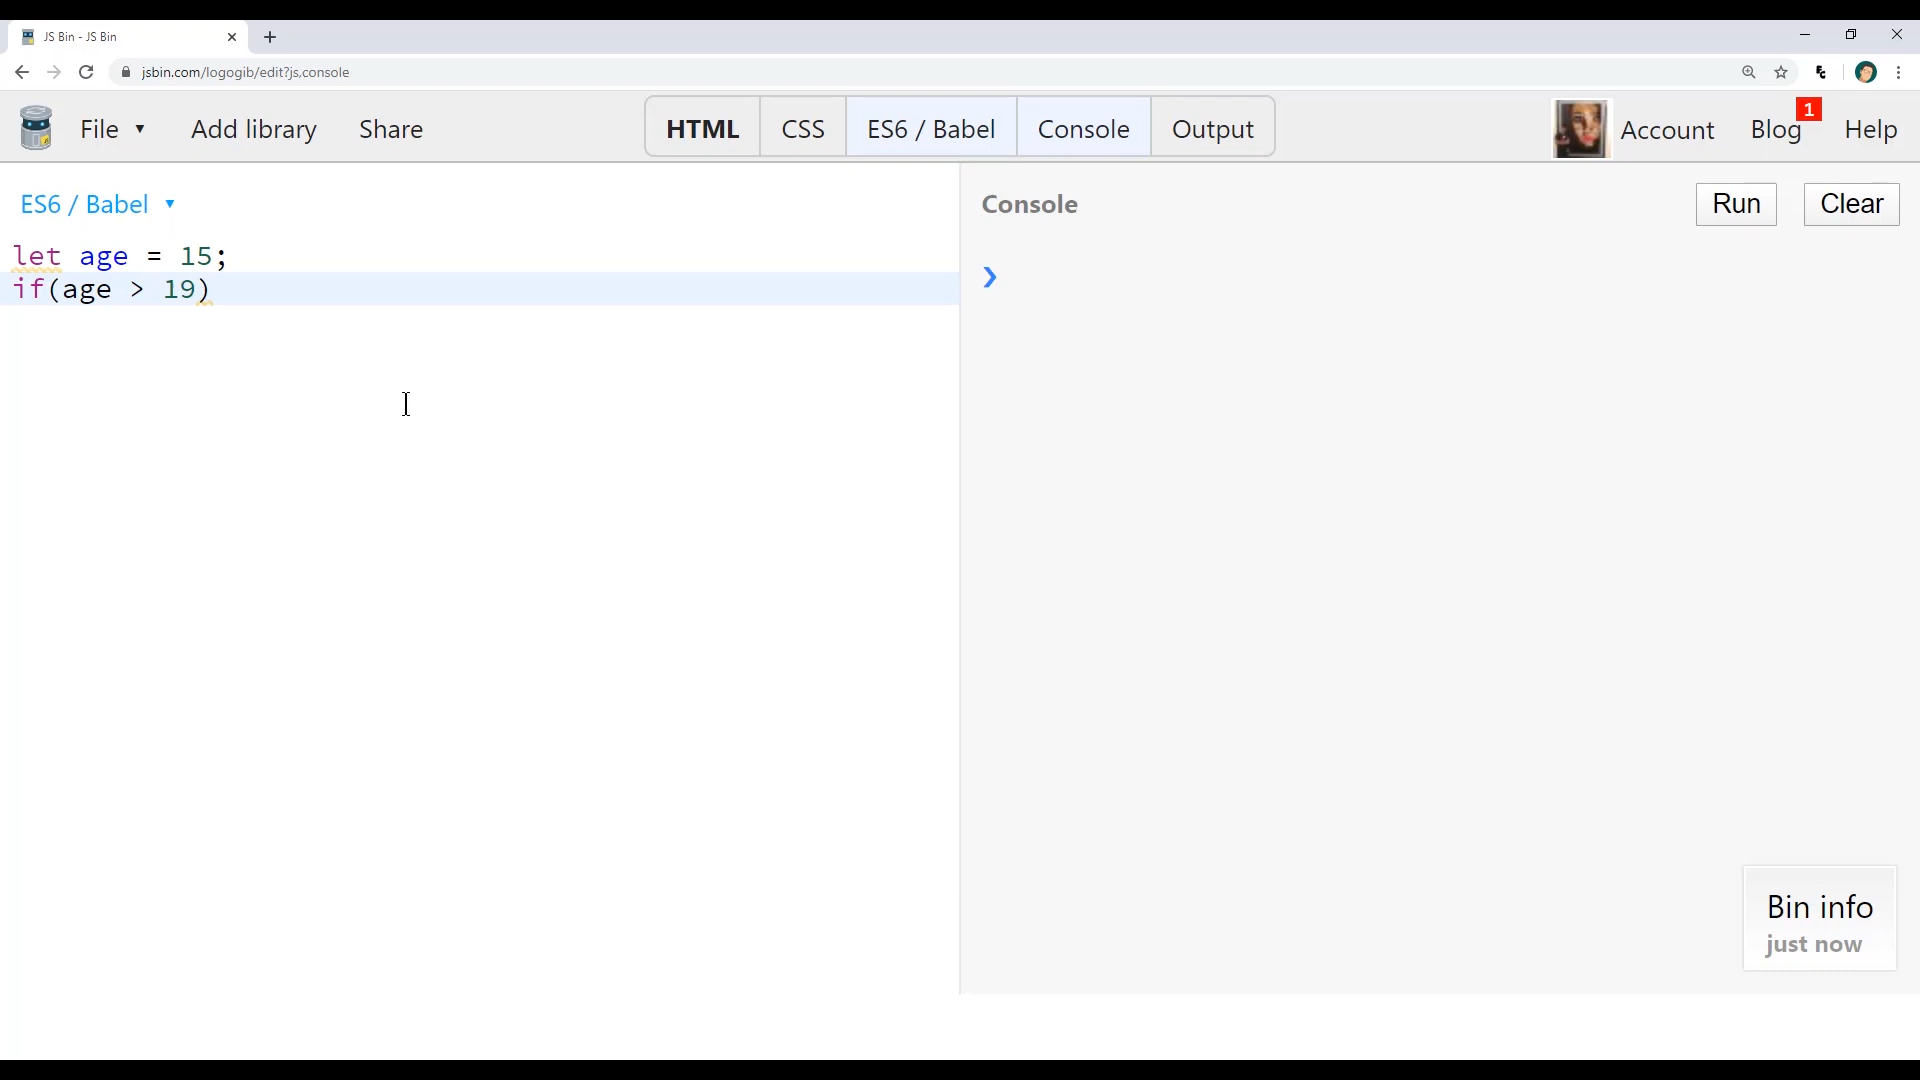 JS Bin - JS Bin
jsbin.com/logogib/edit?js,console
File ▼ Add library Share HTML CSS ES6 / Babel Console Output Account Blog 1 Help
ES6 / Babel ▼
Console Run Clear
let age = 15;
if(age > 19)
❯
Bin info
just now